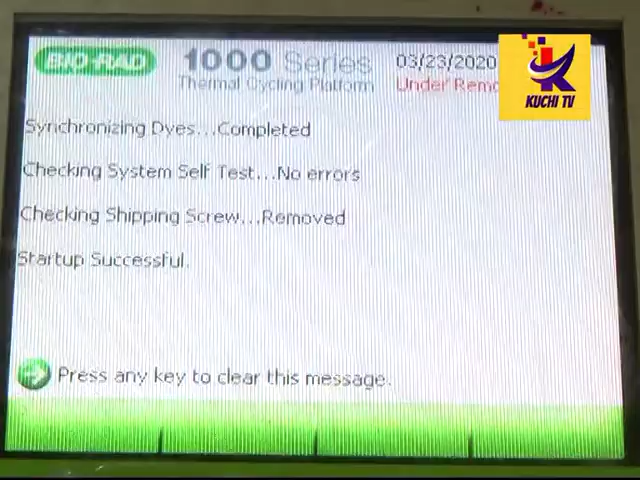 BIO-RAD
1000 Series
Thermal Cycling Platform
03/23/2020
Under
KUCHI TV
Synchronizing Dyes...Completed
Checking System Self Test...No errors
Checking Shipping Screw...Removed
Startup Successful.
Press any key to clear this message.